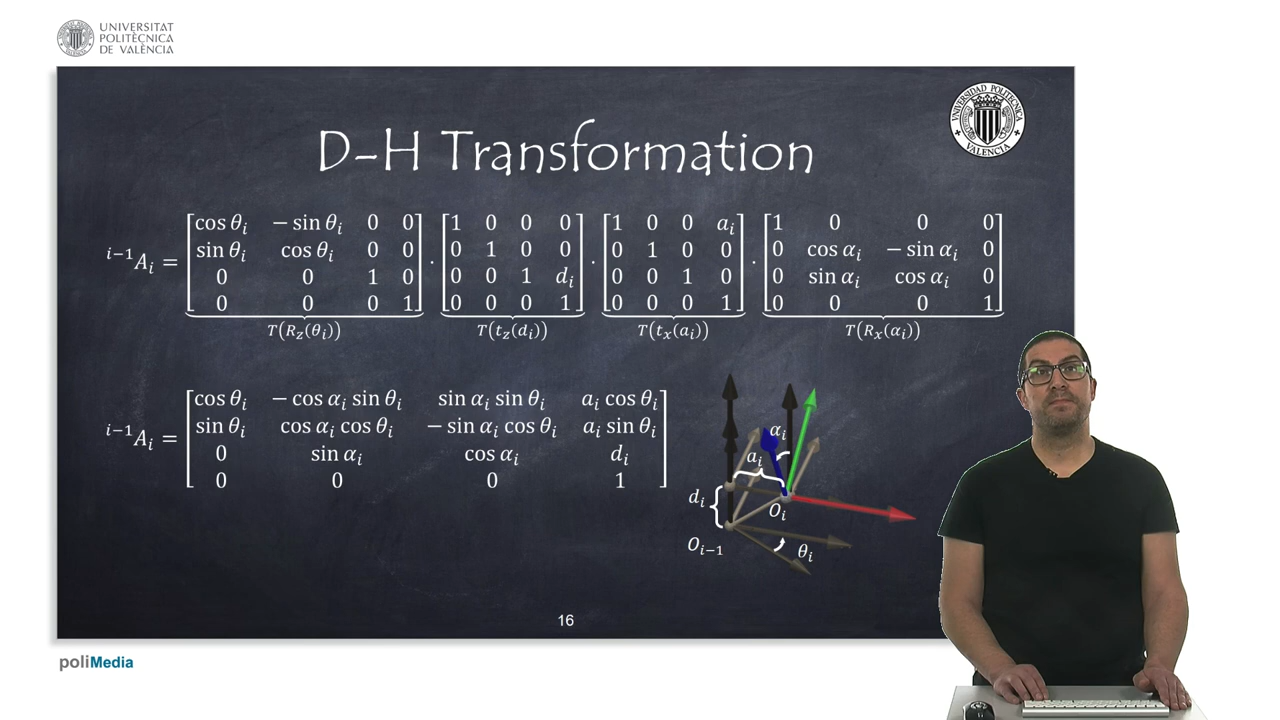 UNIVERSITAT
POLITÈCNICA
DE VALÈNCIA
UNIVERSIDAD POLITECNICA
VALENCIA
D-H Transformation
cos θᵢ − sin θᵢ 0 0 1 0 0 0 1 0 0 aᵢ 1 0 0 0
sin θᵢ cos θᵢ 0 0 0 1 0 0 0 1 0 0 0 cos αᵢ − sin αᵢ 0
ⁱ⁻¹Aᵢ = · · ·
0 0 1 0 0 0 1 dᵢ 0 0 1 0 0 sin αᵢ cos αᵢ 0
0 0 0 1 0 0 0 1 0 0 0 1 0 0 0 1
T(R_z(θᵢ)) T(t_z(dᵢ)) T(t_x(aᵢ)) T(R_x(αᵢ))
cos θᵢ − cos αᵢ sin θᵢ sin αᵢ sin θᵢ aᵢ cos θᵢ
sin θᵢ cos αᵢ cos θᵢ − sin αᵢ cos θᵢ aᵢ sin θᵢ
ⁱ⁻¹Aᵢ =
0 sin αᵢ cos αᵢ dᵢ
0 0 0 1
αᵢ
aᵢ
dᵢ
Oᵢ
Oᵢ₋₁
θᵢ
16
poliMedia